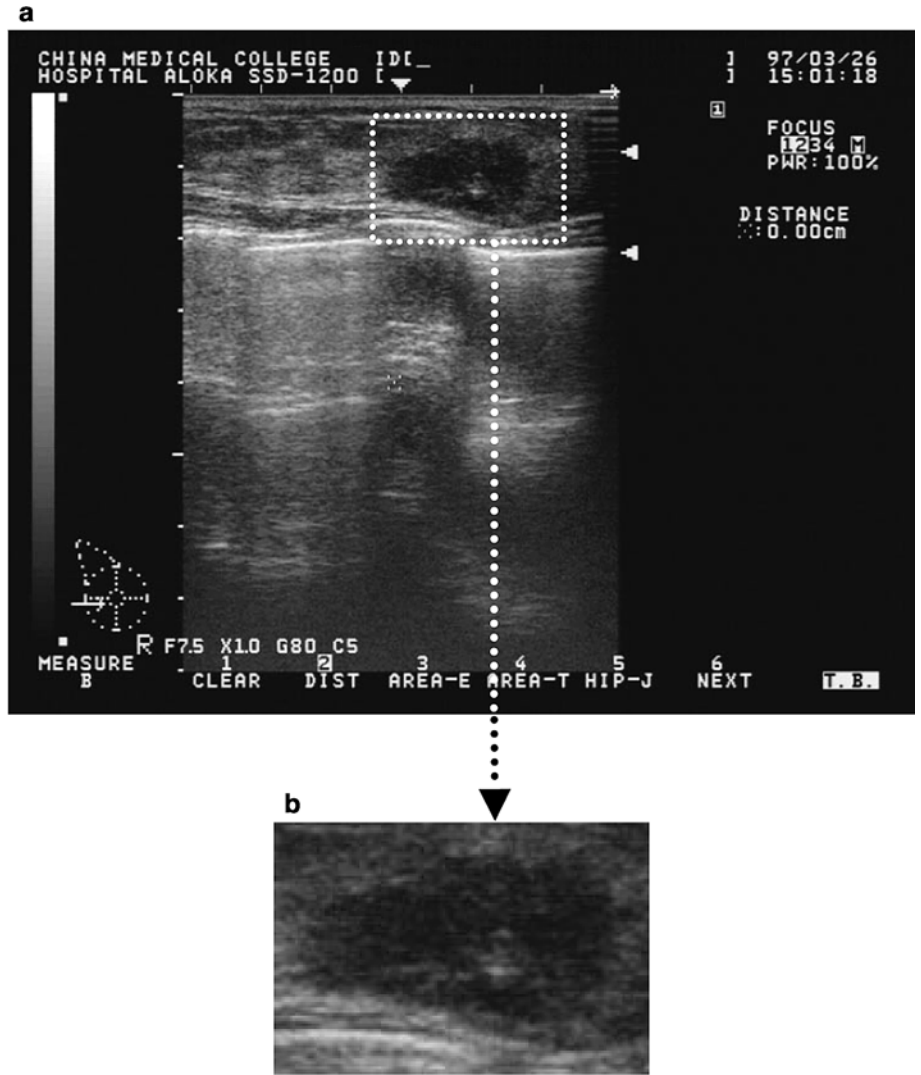 a
CHINA MEDICAL COLLEGE ID[_ ] 97/03/26
HOSPITAL ALOKA SSD-1200 [ ] 15:01:18
1
FOCUS
1234 M
PWR:100%
DISTANCE
:0.00cm
R F7.5 X1.0 G80 C5
MEASURE 1 2 3 4 5 6
B CLEAR DIST AREA-E AREA-T HIP-J NEXT T.B.
b